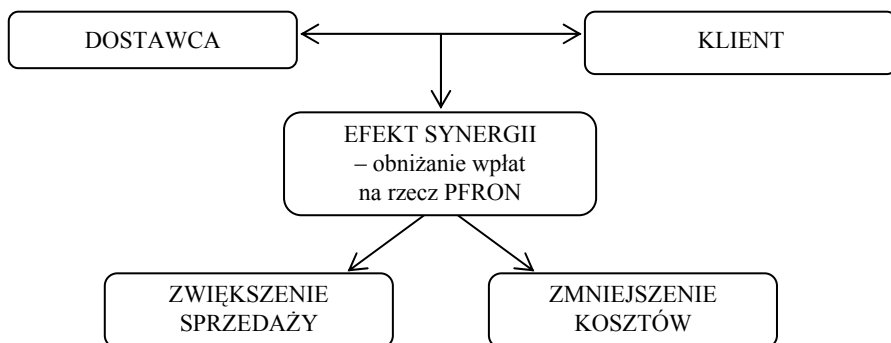 DOSTAWCA
KLIENT
EFEKT SYNERGII
– obniżanie wpłat
na rzecz PFRON
ZWIĘKSZENIE
SPRZEDAŻY
ZMNIEJSZENIE
KOSZTÓW